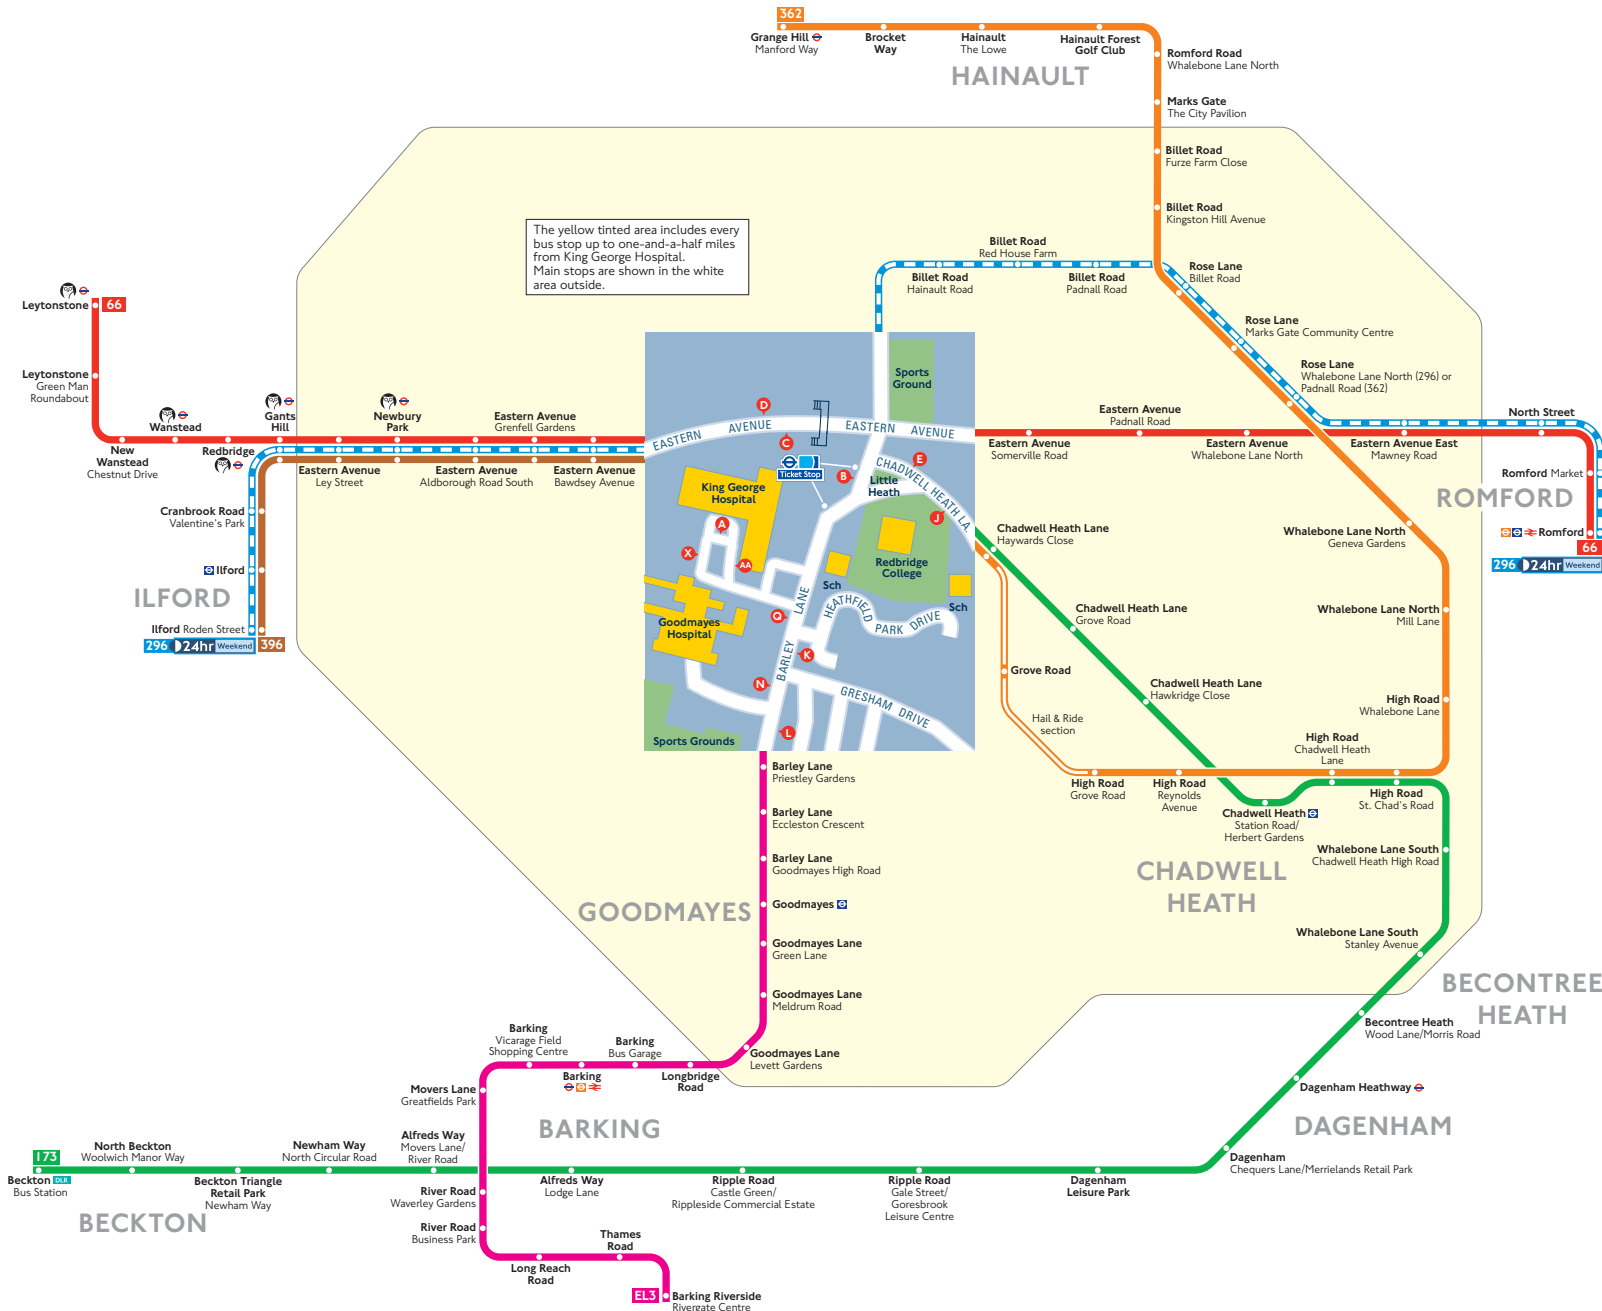 362
Grange Hill
Manford Way
Brocket
Way
Hainault
The Lowe
Hainault Forest
Golf Club
HAINAULT
Romford Road
Whalebone Lane North
Marks Gate
The City Pavilion
Billet Road
Furze Farm Close
Billet Road
Kingston Hill Avenue
The yellow tinted area includes every
bus stop up to one-and-a-half miles
from King George Hospital.
Main stops are shown in the white
area outside.
Billet Road
Red House Farm
Billet Road
Hainault Road
Billet Road
Padnall Road
Rose Lane
Billet Road
Rose Lane
Marks Gate Community Centre
Rose Lane
Whalebone Lane North (296) or
Padnall Road (362)
Leytonstone
66
Leytonstone
Green Man
Roundabout
Wanstead
New
Wanstead
Chestnut Drive
Redbridge
Gants
Hill
Newbury
Park
Eastern Avenue
Grenfell Gardens
Eastern Avenue
Ley Street
Eastern Avenue
Aldborough Road South
Eastern Avenue
Bawdsey Avenue
Cranbrook Road
Valentine's Park
Ilford
ILFORD
Ilford Roden Street
296
24hr
Weekend
396
Sports
Ground
D
EASTERN AVENUE
EASTERN AVENUE
C
Ticket Stop
B
E
CHADWELL HEATH LA.
Little
Heath
King George
Hospital
A
J
X
AA
Redbridge
College
Sch
Sch
Goodmayes
Hospital
Q
BARLEY LANE
HEATHFIELD
PARK DRIVE
K
N
GRESHAM DRIVE
L
Sports Grounds
Eastern Avenue
Somerville Road
Eastern Avenue
Padnall Road
Eastern Avenue
Whalebone Lane North
Eastern Avenue East
Mawney Road
North Street
Romford Market
ROMFORD
Romford
66
296
24hr
Weekend
Chadwell Heath Lane
Haywards Close
Chadwell Heath Lane
Grove Road
Chadwell Heath Lane
Hawkridge Close
Grove Road
Hail & Ride
section
Whalebone Lane North
Geneva Gardens
Whalebone Lane North
Mill Lane
High Road
Whalebone Lane
High Road
Chadwell Heath
Lane
High Road
Grove Road
High Road
Reynolds
Avenue
High Road
St. Chad's Road
Chadwell Heath
Station Road/
Herbert Gardens
CHADWELL
HEATH
Whalebone Lane South
Chadwell Heath High Road
Whalebone Lane South
Stanley Avenue
BECONTREE
HEATH
Becontree Heath
Wood Lane/Morris Road
Dagenham Heathway
DAGENHAM
Dagenham
Chequers Lane/Merrielands Retail Park
Barley Lane
Priestley Gardens
Barley Lane
Eccleston Crescent
Barley Lane
Goodmayes High Road
GOODMAYES
Goodmayes
Goodmayes Lane
Green Lane
Goodmayes Lane
Meldrum Road
Goodmayes Lane
Levett Gardens
Longbridge
Road
Barking
Bus Garage
Barking
Barking
Vicarage Field
Shopping Centre
BARKING
Movers Lane
Greatfields Park
173
Beckton DLR
Bus Station
North Beckton
Woolwich Manor Way
Beckton Triangle
Retail Park
Newham Way
Newham Way
North Circular Road
Alfreds Way
Movers Lane/
River Road
BECKTON
Alfreds Way
Lodge Lane
Ripple Road
Castle Green/
Rippleside Commercial Estate
Ripple Road
Gale Street/
Goresbrook
Leisure Centre
Dagenham
Leisure Park
River Road
Waverley Gardens
River Road
Business Park
Long Reach
Road
Thames
Road
EL3
Barking Riverside
Rivergate Centre